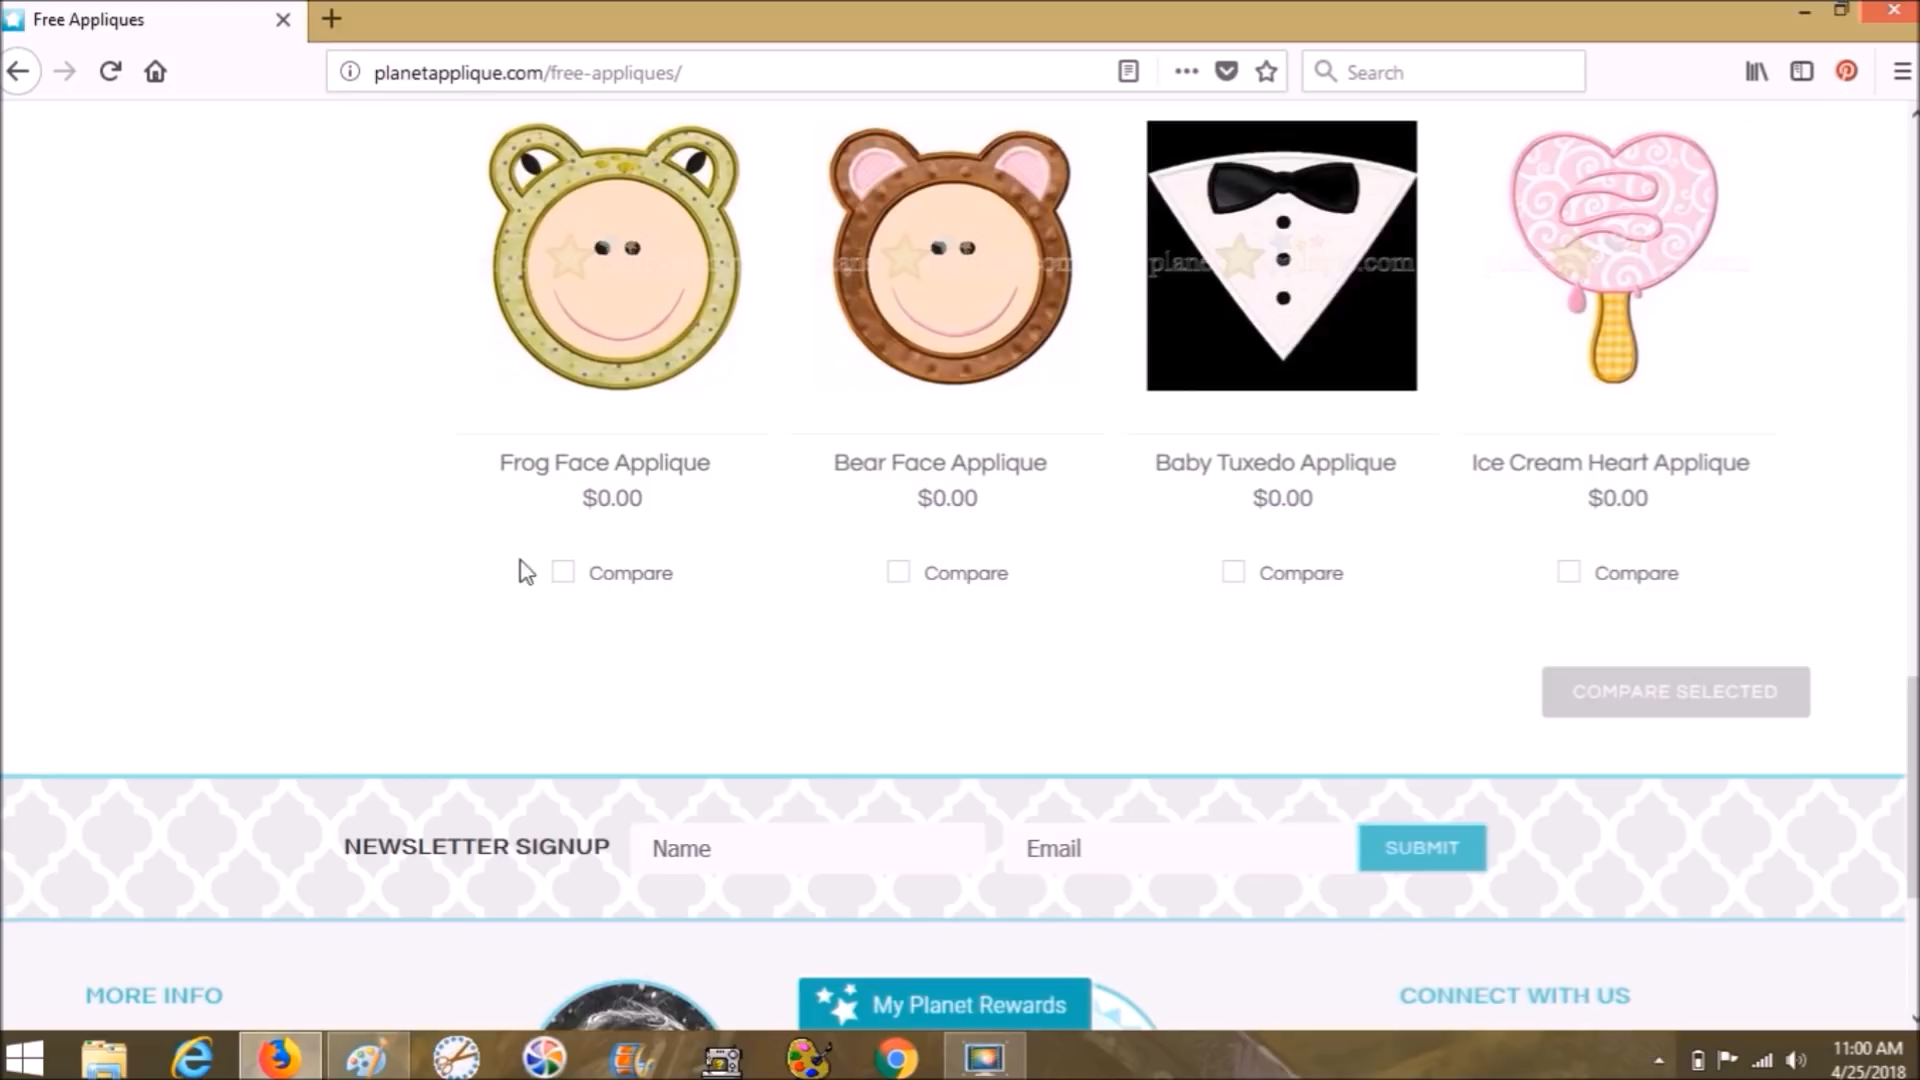 Free Appliques
planetapplique.com/free-appliques/
Search
Frog Face Applique
$0.00
Compare
Bear Face Applique
$0.00
Compare
Baby Tuxedo Applique
$0.00
Compare
Ice Cream Heart Applique
$0.00
Compare
COMPARE SELECTED
NEWSLETTER SIGNUP
Name
Email
SUBMIT
MORE INFO
My Planet Rewards
CONNECT WITH US
11:00 AM
4/25/2018